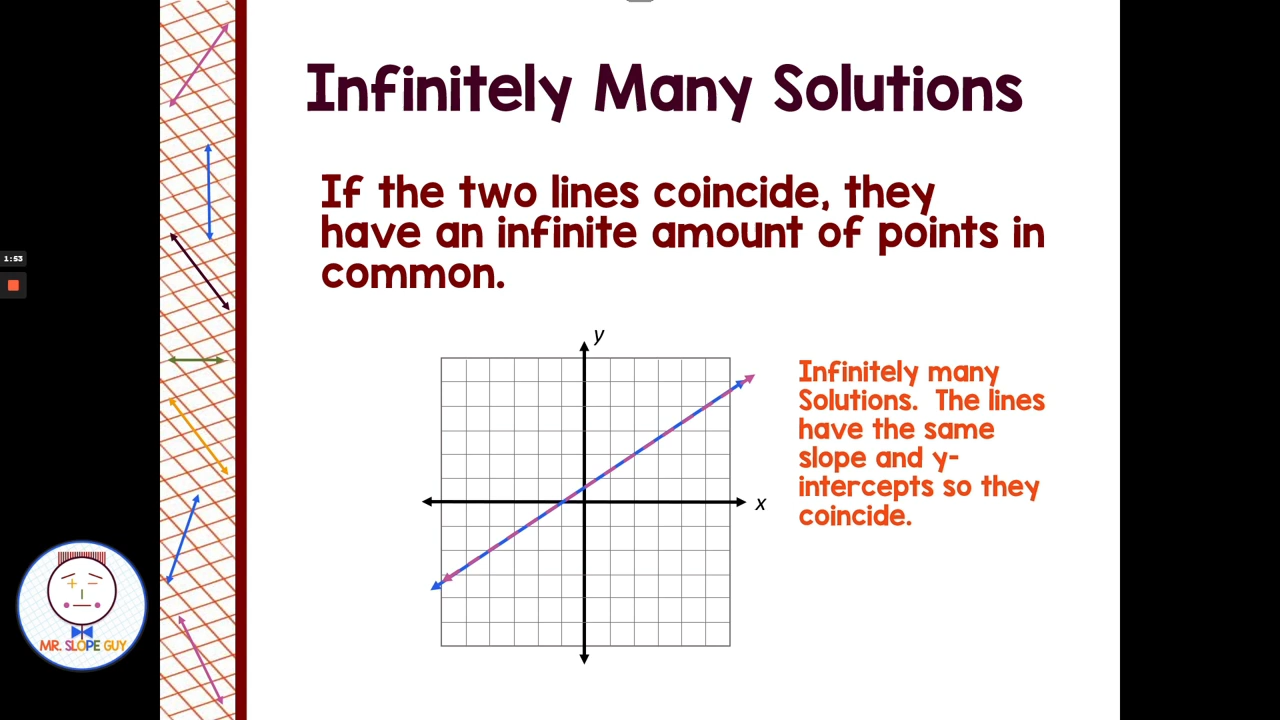 Infinitely Many Solutions
If the two lines coincide, they
have an infinite amount of points in
common.
y
x
Infinitely many
Solutions. The lines
have the same
slope and y-
intercepts so they
coincide.
1:53
MR. SLOPE GUY